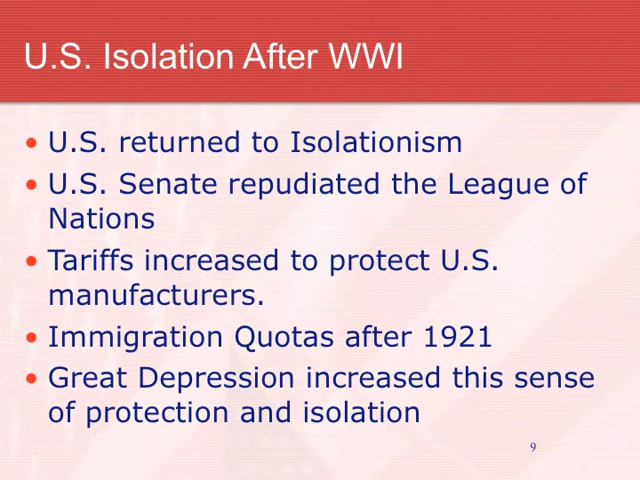 U.S. Isolation After WWI
• U.S. returned to Isolationism
• U.S. Senate repudiated the League of
Nations
• Tariffs increased to protect U.S.
manufacturers.
• Immigration Quotas after 1921
• Great Depression increased this sense
of protection and isolation
9